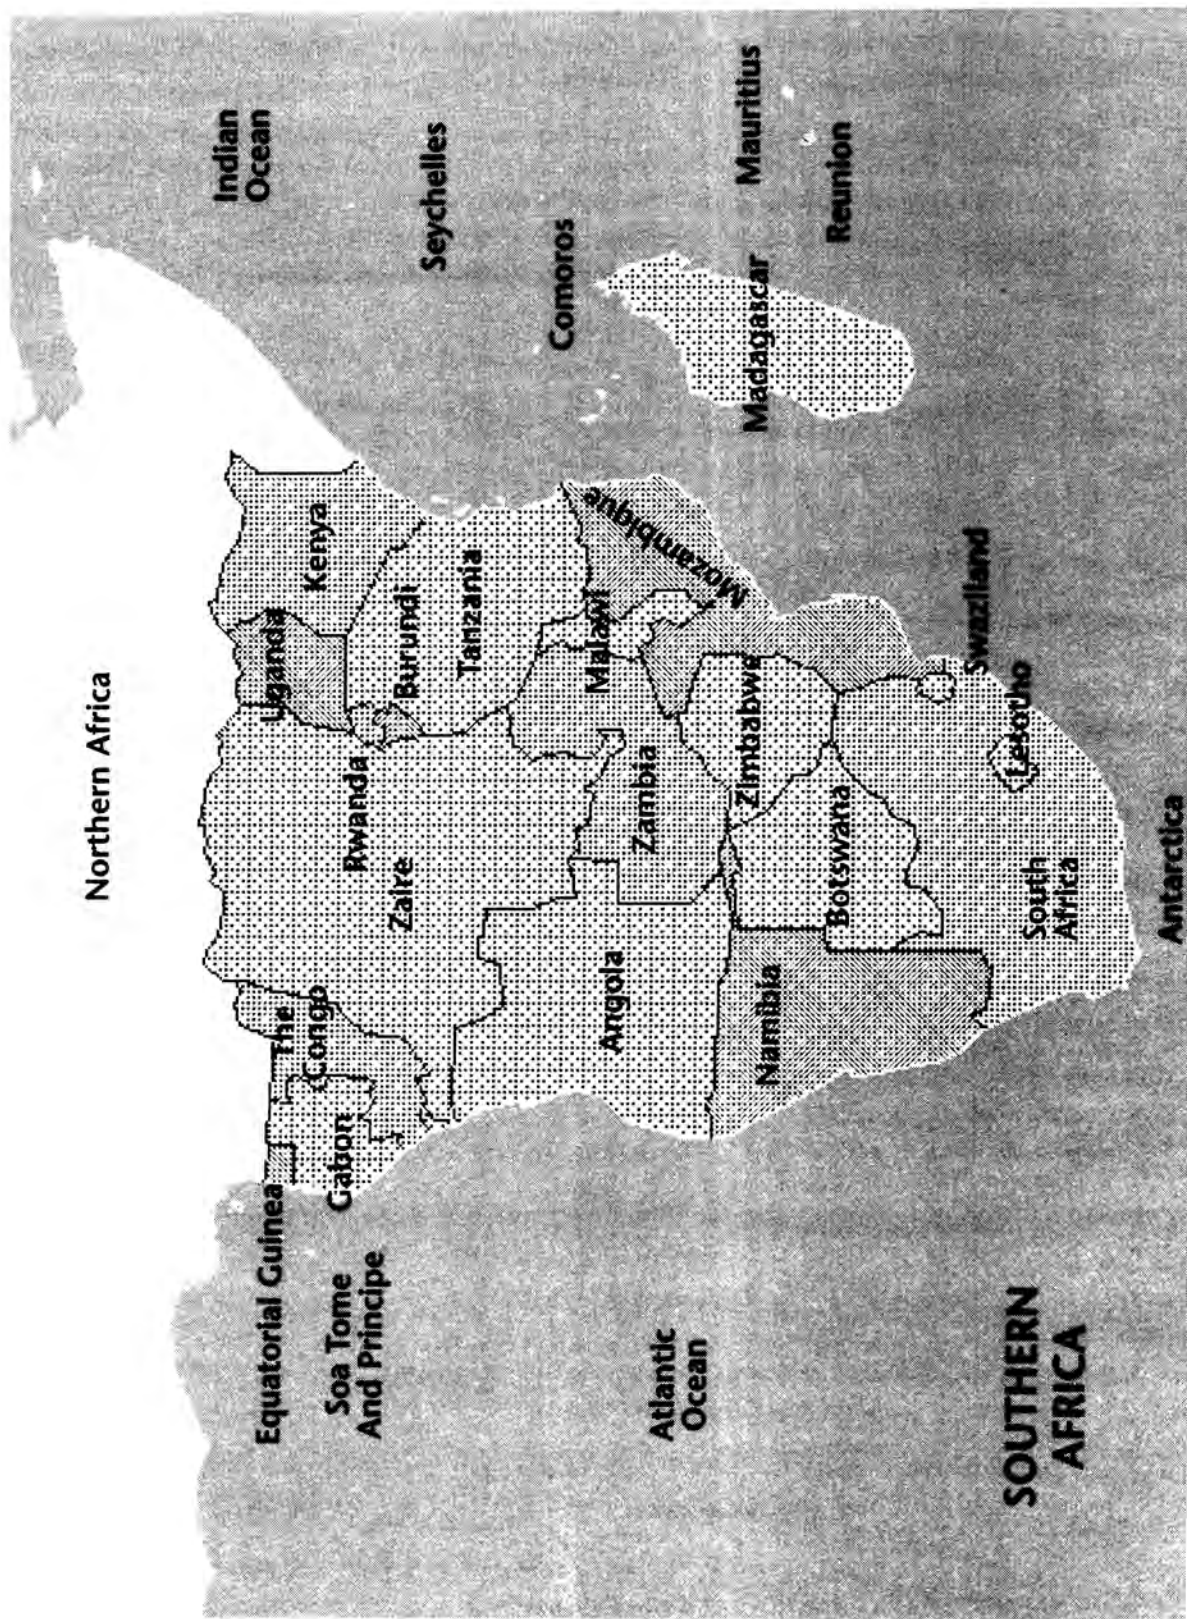 Northern Africa
Indian
Ocean
Equatorial Guinea
The
Congo
Uganda
Kenya
Soa Tome
And Principe
Gabon
Rwanda
Zaire
Burundi
Tanzania
Seychelles
Comoros
Atlantic
Ocean
Angola
Zambia
Malawi
Mozambique
Namibia
Botswana
Zimbabwe
Madagascar
Mauritius
Reunion
Swaziland
Lesotho
South
Africa
SOUTHERN
AFRICA
Antarctica